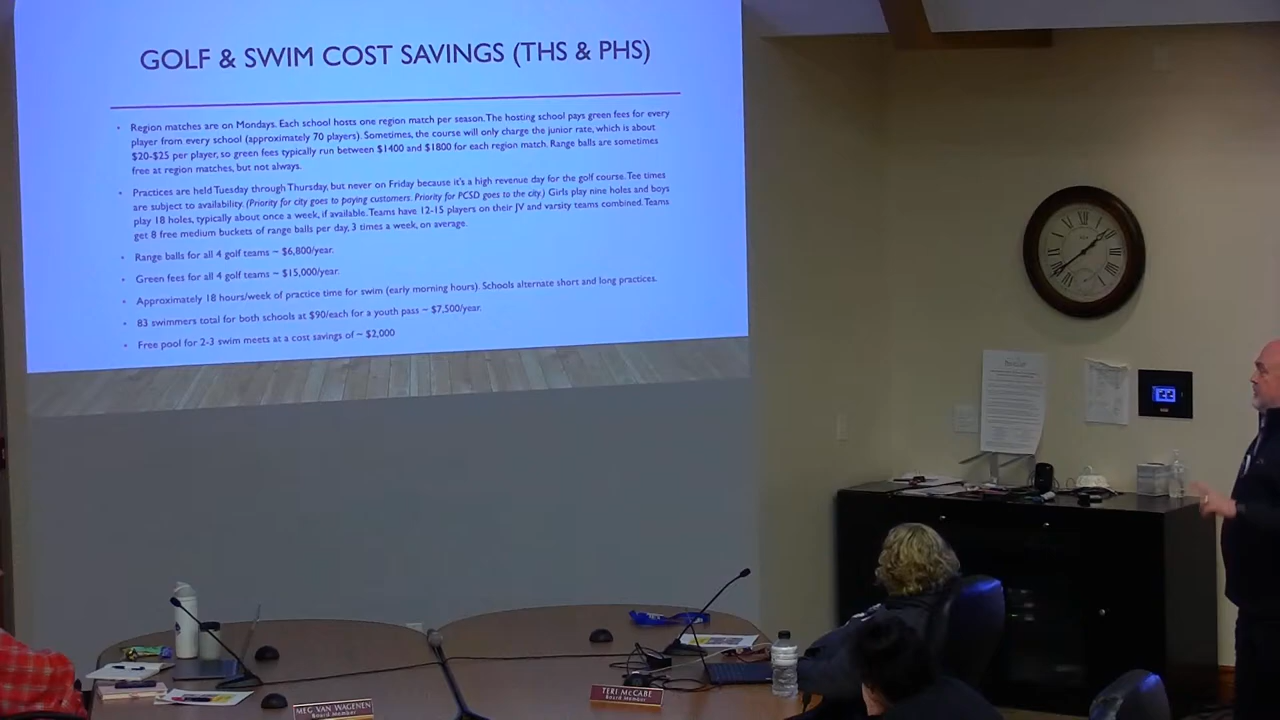 GOLF & SWIM COST SAVINGS (THS & PHS)
• Region matches are on Mondays. Each school hosts one region match per season. The hosting school pays green fees for every
player from every school (approximately 70 players). Sometimes, the course will only charge the junior rate, which is about
$20-$25 per player, so green fees typically run between $1400 and $1800 for each region match. Range balls are sometimes
free at region matches, but not always.
• Practices are held Tuesday through Thursday, but never on Friday because it's a high revenue day for the golf course. Tee times
are subject to availability. (Priority for city goes to paying customers. Priority for PCSD goes to the city.) Girls play nine holes and boys
play 18 holes, typically about once a week, if available. Teams have 12-15 players on their JV and varsity teams combined. Teams
get 8 free medium buckets of range balls per day, 3 times a week, on average.
• Range balls for all 4 golf teams ~ $6,800/year.
• Green fees for all 4 golf teams ~ $15,000/year.
• Approximately 18 hours/week of practice time for swim (early morning hours). Schools alternate short and long practices.
• 83 swimmers total for both schools at $90/each for a youth pass ~ $7,500/year.
• Free pool for 2-3 swim meets at a cost savings of ~ $2,000
22
MEG VAN WAGENEN
Board Member
TERI McCABE
Board Member